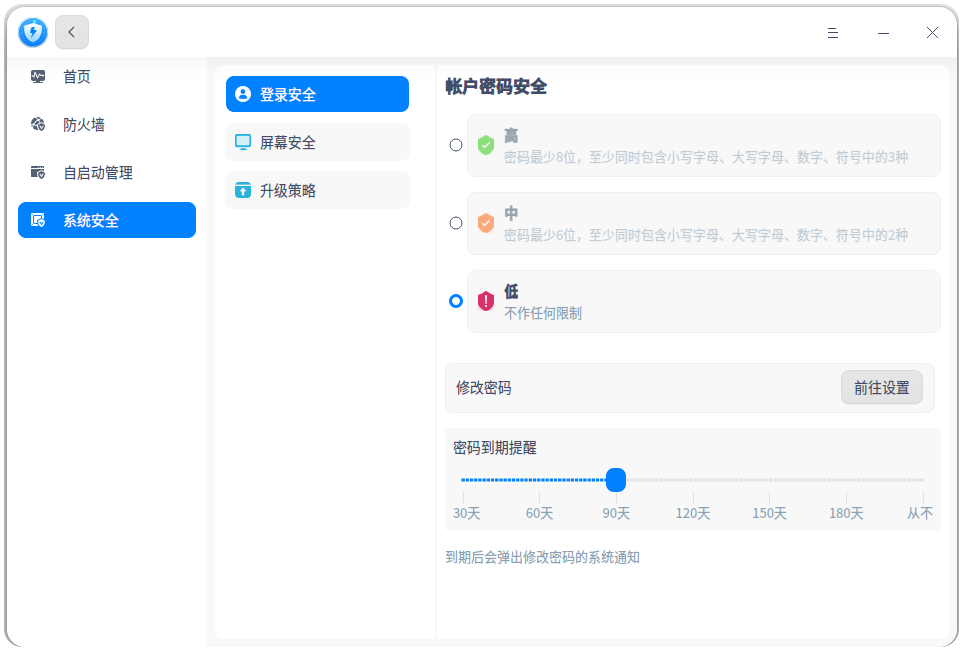 首页
防火墙
自启动管理
系统安全
登录安全
屏幕安全
升级策略
帐户密码安全
高
密码最少8位，至少同时包含小写字母、大写字母、数字、符号中的3种
中
密码最少6位，至少同时包含小写字母、大写字母、数字、符号中的2种
低
不作任何限制
修改密码
前往设置
密码到期提醒
30天 60天 90天 120天 150天 180天 从不
到期后会弹出修改密码的系统通知